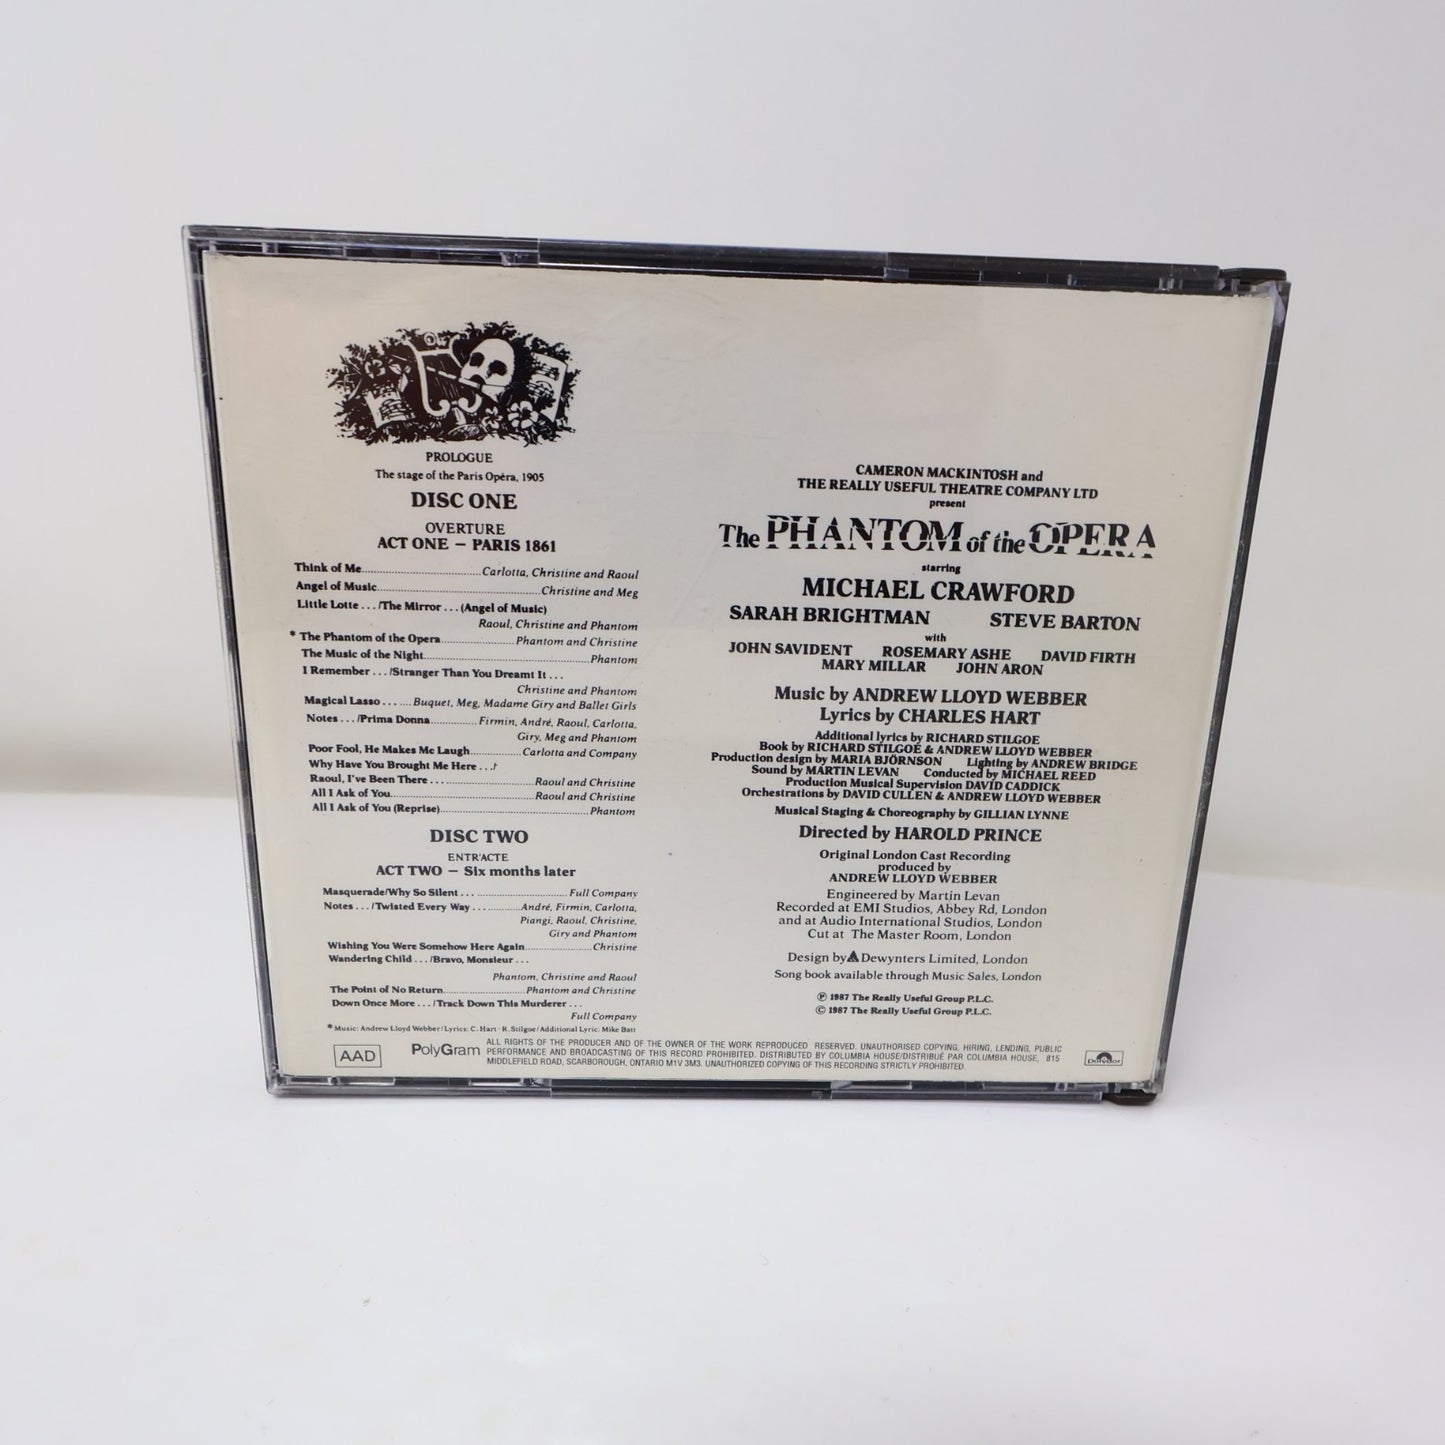 PROLOGUE
The stage of the Paris Opéra, 1905
DISC ONE
OVERTURE
ACT ONE – PARIS 1861
Think of Me..........Carlotta, Christine and Raoul
Angel of Music..........Christine and Meg
Little Lotte . . . /The Mirror . . . (Angel of Music)
Raoul, Christine and Phantom
* The Phantom of the Opera..........Phantom and Christine
The Music of the Night..........Phantom
I Remember . . . /Stranger Than You Dreamt It . . .
Christine and Phantom
Magical Lasso . . . ....Buquet, Meg, Madame Giry and Ballet Girls
Notes . . . /Prima Donna..........Firmin, André, Raoul, Carlotta,
Giry, Meg and Phantom
Poor Fool, He Makes Me Laugh..........Carlotta and Company
Why Have You Brought Me Here . . . /
Raoul, I've Been There . . . ..........Raoul and Christine
All I Ask of You..........Raoul and Christine
All I Ask of You (Reprise)..........Phantom
DISC TWO
ENTR'ACTE
ACT TWO – Six months later
Masquerade/Why So Silent . . . ..........Full Company
Notes . . . /Twisted Every Way . . . ..........André, Firmin, Carlotta,
Piangi, Raoul, Christine,
Giry and Phantom
Wishing You Were Somehow Here Again..........Christine
Wandering Child . . . /Bravo, Monsieur . . .
Phantom, Christine and Raoul
The Point of No Return..........Phantom and Christine
Down Once More . . . /Track Down This Murderer . . .
Full Company
* Music: Andrew Lloyd Webber/Lyrics: C. Hart · R. Stilgoe/Additional Lyric: Mike Batt
CAMERON MACKINTOSH and
THE REALLY USEFUL THEATRE COMPANY LTD
present
The PHANTOM of the OPERA
starring
MICHAEL CRAWFORD
SARAH BRIGHTMAN STEVE BARTON
with
JOHN SAVIDENT ROSEMARY ASHE DAVID FIRTH
MARY MILLAR JOHN ARON
Music by ANDREW LLOYD WEBBER
Lyrics by CHARLES HART
Additional lyrics by RICHARD STILGOE
Book by RICHARD STILGOE & ANDREW LLOYD WEBBER
Production design by MARIA BJÖRNSON Lighting by ANDREW BRIDGE
Sound by MARTIN LEVAN Conducted by MICHAEL REED
Production Musical Supervision DAVID CADDICK
Orchestrations by DAVID CULLEN & ANDREW LLOYD WEBBER
Musical Staging & Choreography by GILLIAN LYNNE
Directed by HAROLD PRINCE
Original London Cast Recording
produced by
ANDREW LLOYD WEBBER
Engineered by Martin Levan
Recorded at EMI Studios, Abbey Rd, London
and at Audio International Studios, London
Cut at The Master Room, London
Design by Dewynters Limited, London
Song book available through Music Sales, London
℗ 1987 The Really Useful Group P.L.C.
© 1987 The Really Useful Group P.L.C.
AAD
PolyGram
ALL RIGHTS OF THE PRODUCER AND OF THE OWNER OF THE WORK REPRODUCED RESERVED. UNAUTHORISED COPYING, HIRING, LENDING, PUBLIC
PERFORMANCE AND BROADCASTING OF THIS RECORD PROHIBITED. DISTRIBUTED BY COLUMBIA HOUSE/DISTRIBUÉ PAR COLUMBIA HOUSE, 815
MIDDLEFIELD ROAD, SCARBOROUGH, ONTARIO M1V 3M3. UNAUTHORIZED COPYING OF THIS RECORDING STRICTLY PROHIBITED.
polydor